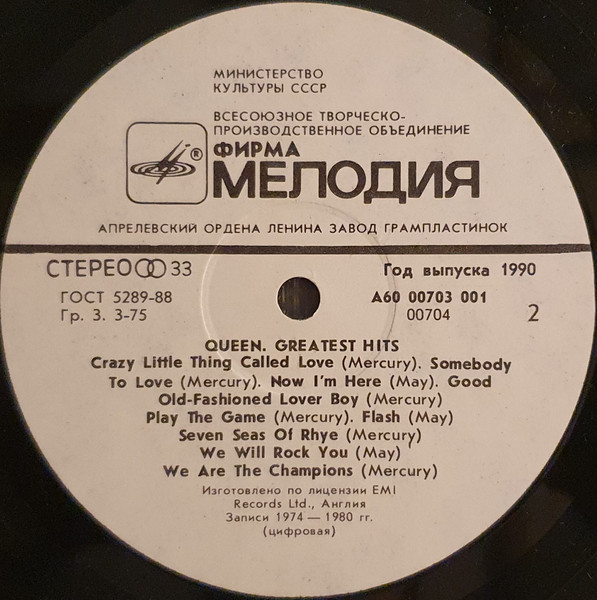 МИНИСТЕРСТВО
КУЛЬТУРЫ СССР
ВСЕСОЮЗНОЕ ТВОРЧЕСКО-
ПРОИЗВОДСТВЕННОЕ ОБЪЕДИНЕНИЕ
®
ФИРМА
МЕЛОДИЯ
АПРЕЛЕВСКИЙ ОРДЕНА ЛЕНИНА ЗАВОД ГРАМПЛАСТИНОК
СТЕРЕО 33
Год выпуска 1990
ГОСТ 5289-88
А60 00703 001
Гр. 3. 3-75
00704
2
QUEEN. GREATEST HITS
Crazy Little Thing Called Love (Mercury). Somebody
To Love (Mercury). Now I'm Here (May). Good
Old-Fashioned Lover Boy (Mercury)
Play The Game (Mercury). Flash (May)
Seven Seas Of Rhye (Mercury)
We Will Rock You (May)
We Are The Champions (Mercury)
Изготовлено по лицензии EMI
Records Ltd., Англия
Записи 1974 — 1980 гг.
(цифровая)